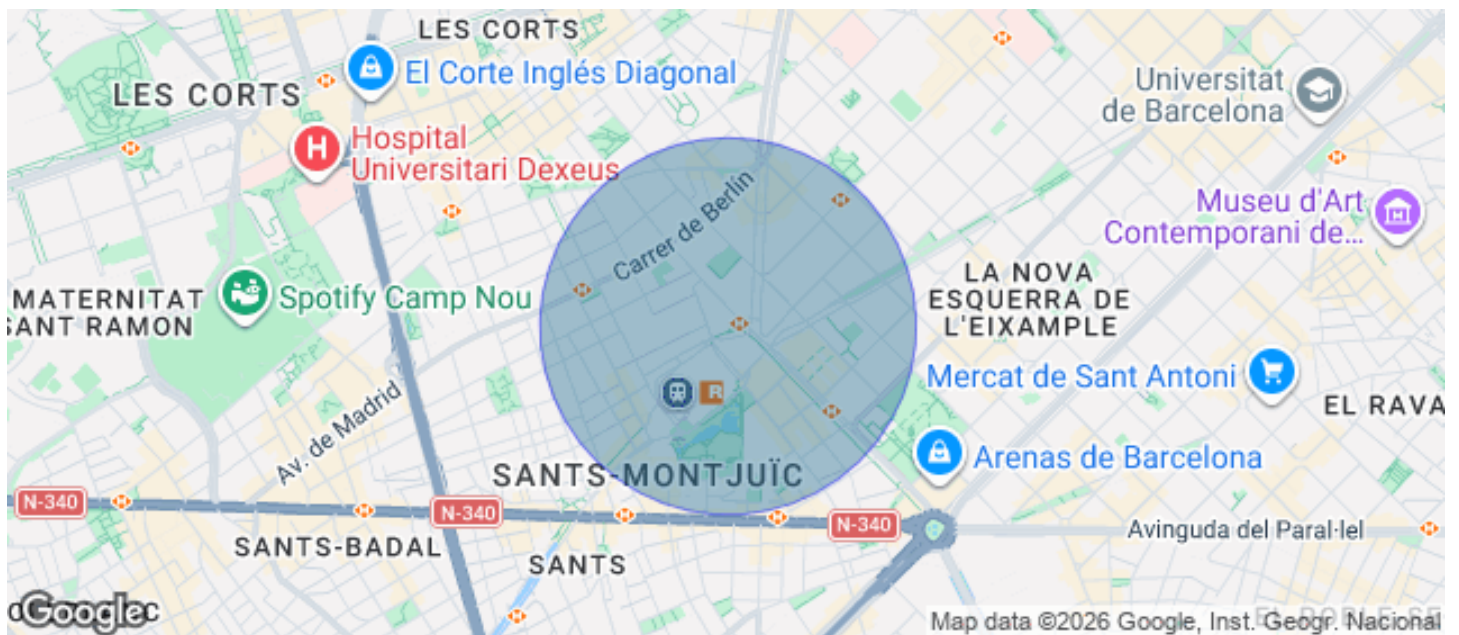 LES CORTS
El Corte Inglés Diagonal
LES CORTS
Universitat
de Barcelona
H
Hospital
Universitari Dexeus
Carrer de Berlín
Museu d'Art
Contemporani de...
LA NOVA
ESQUERRA DE
L'EIXAMPLE
MATERNITAT
SANT RAMON
Spotify Camp Nou
Mercat de Sant Antoni
R
EL RAVA
Av. de Madrid
Arenas de Barcelona
SANTS-MONTJUÏC
N-340
N-340
N-340
Avinguda del Paral·lel
SANTS-BADAL
SANTS
Google
Map data ©2026 Google, Inst. Geogr. Nacional